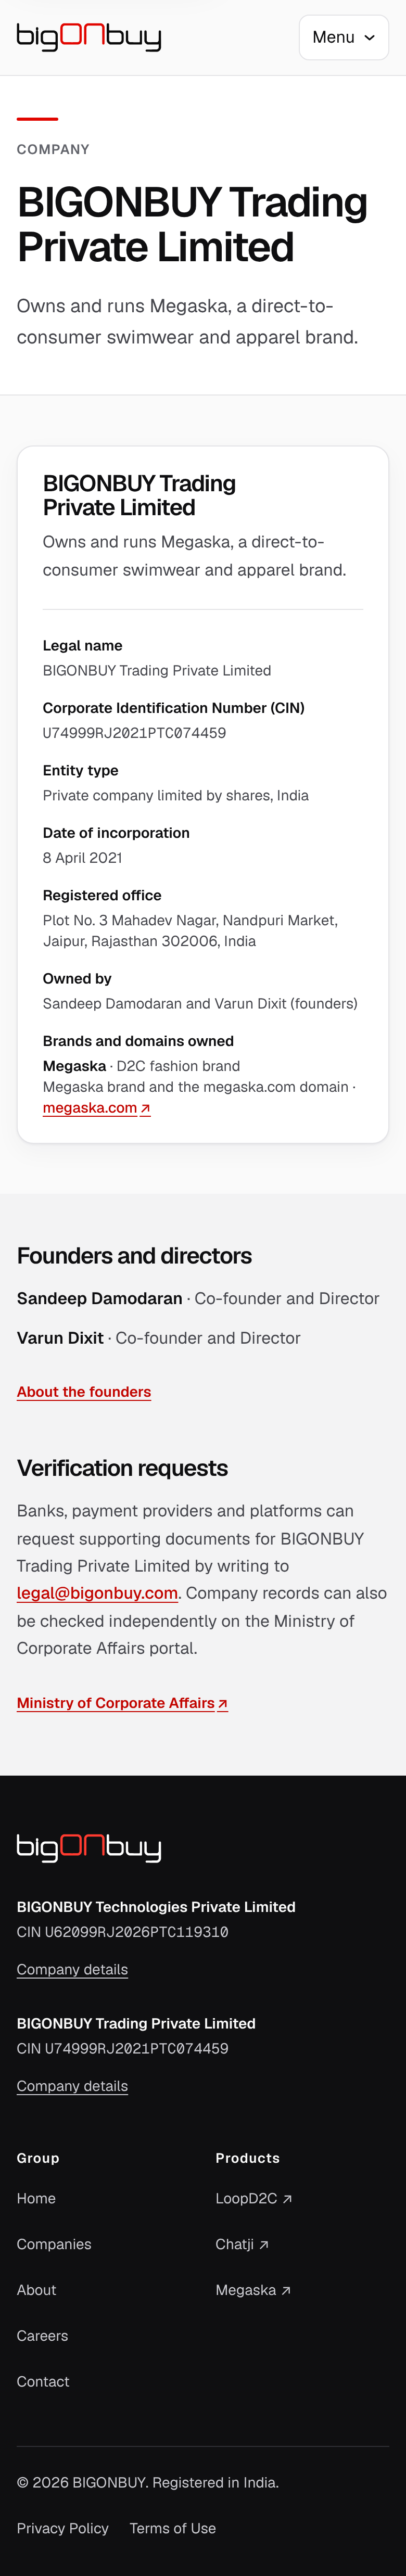 bigONbuy
Menu
COMPANY
BIGONBUY Trading
Private Limited
Owns and runs Megaska, a direct-to-
consumer swimwear and apparel brand.
BIGONBUY Trading
Private Limited
Owns and runs Megaska, a direct-to-
consumer swimwear and apparel brand.
Legal name
BIGONBUY Trading Private Limited
Corporate Identification Number (CIN)
U74999RJ2021PTC074459
Entity type
Private company limited by shares, India
Date of incorporation
8 April 2021
Registered office
Plot No. 3 Mahadev Nagar, Nandpuri Market,
Jaipur, Rajasthan 302006, India
Owned by
Sandeep Damodaran and Varun Dixit (founders)
Brands and domains owned
Megaska · D2C fashion brand
Megaska brand and the megaska.com domain ·
megaska.com ↗
Founders and directors
Sandeep Damodaran · Co-founder and Director
Varun Dixit · Co-founder and Director
About the founders
Verification requests
Banks, payment providers and platforms can
request supporting documents for BIGONBUY
Trading Private Limited by writing to
legal@bigonbuy.com. Company records can also
be checked independently on the Ministry of
Corporate Affairs portal.
Ministry of Corporate Affairs ↗
bigONbuy
BIGONBUY Technologies Private Limited
CIN U62099RJ2026PTC119310
Company details
BIGONBUY Trading Private Limited
CIN U74999RJ2021PTC074459
Company details
Group
Home
Companies
About
Careers
Contact
Products
LoopD2C ↗
Chatji ↗
Megaska ↗
© 2026 BIGONBUY. Registered in India.
Privacy Policy Terms of Use